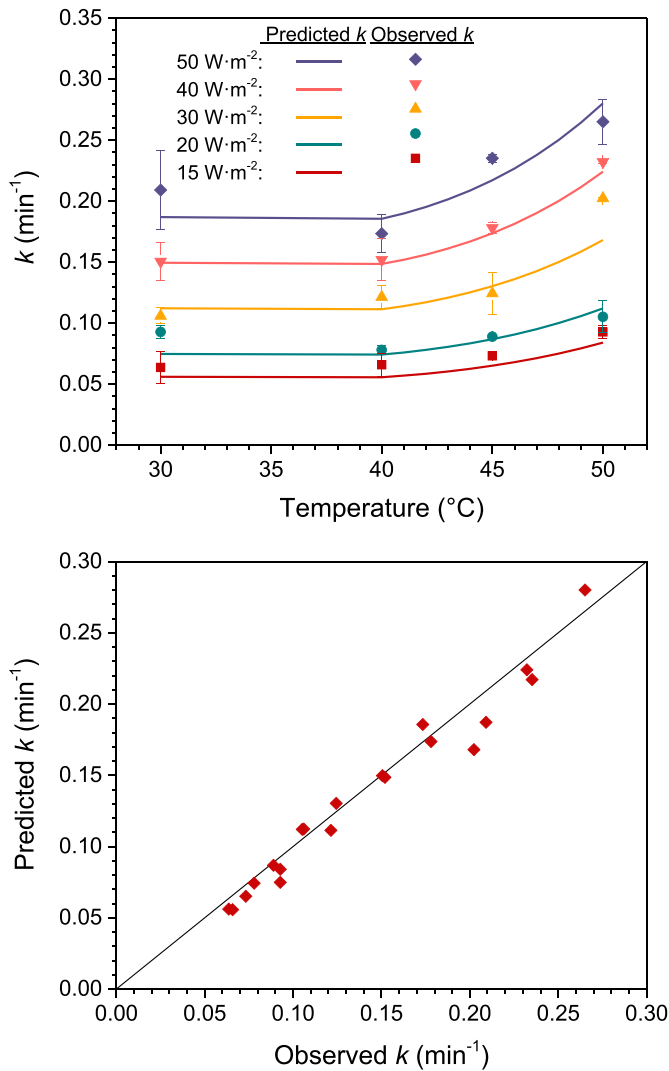 Predicted k Observed k
50 W·m⁻²:
40 W·m⁻²:
30 W·m⁻²:
20 W·m⁻²:
15 W·m⁻²:
0.35
0.30
0.25
0.20
0.15
0.10
0.05
0.00
k (min⁻¹)
30 35 40 45 50
Temperature (°C)
0.30
0.25
0.20
0.15
0.10
0.05
0.00
Predicted k (min⁻¹)
0.00 0.05 0.10 0.15 0.20 0.25 0.30
Observed k (min⁻¹)